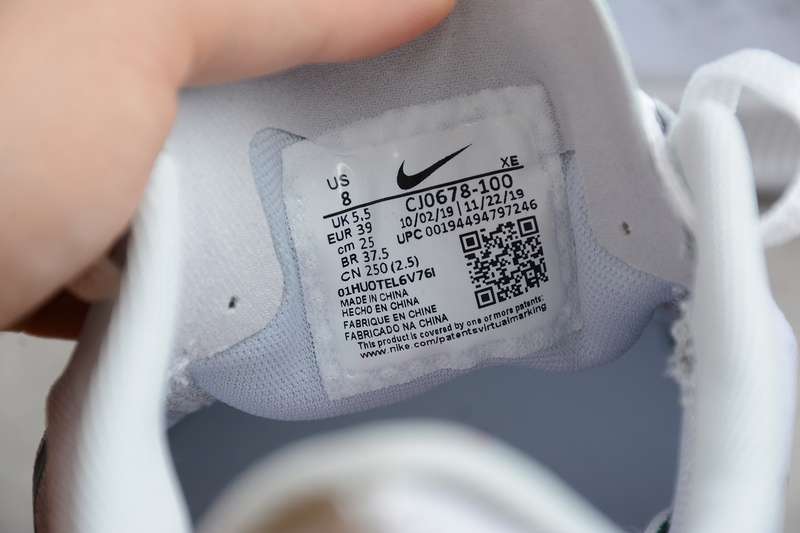 XE
US
8
CJ0678-100
UK 5.5
10/02/19 | 11/22/19
EUR 39
UPC 00194494797246
cm 25
BR 37.5
CN 250 (2.5)
01HUOTEL6V76I
MADE IN CHINA
HECHO EN CHINA
FABRIQUE EN CHINE
FABRICADO NA CHINA
This product is covered by one or more patents:
www.nike.com/patentsvirtualmarking